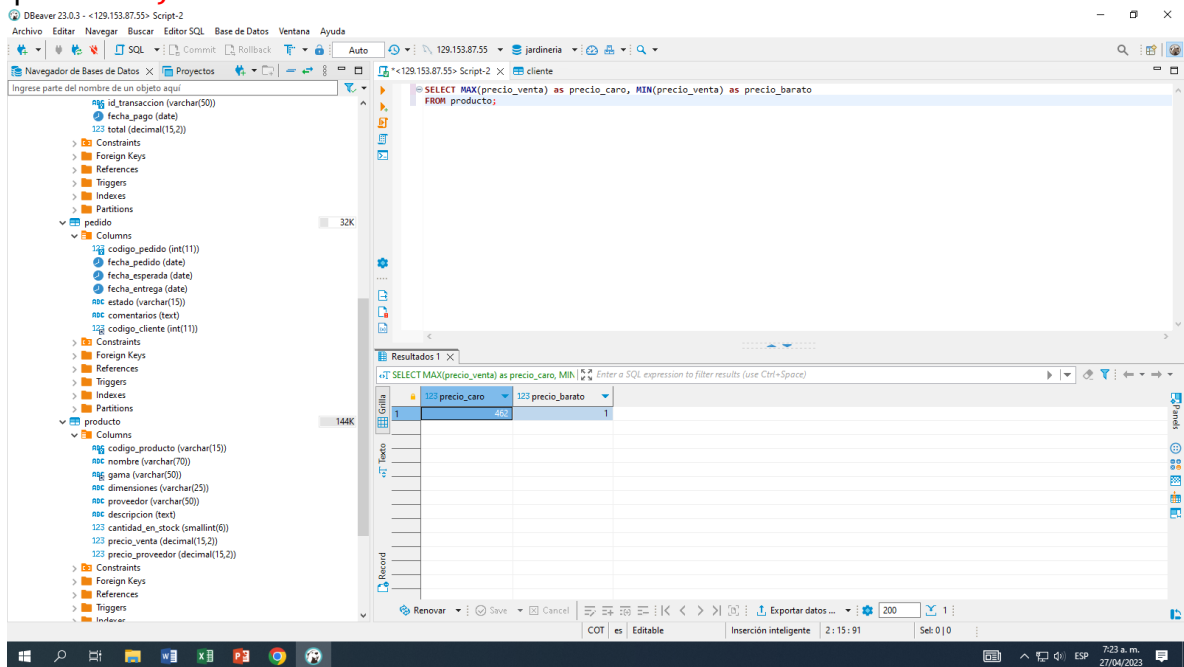 DBeaver 23.0.3 - <129.153.87.55> Script-2
Archivo Editar Navegar Buscar Editor SQL Base de Datos Ventana Ayuda
SQL Commit Rollback Auto 129.153.87.55 jardineria
Navegador de Bases de Datos Proyectos
*<129.153.87.55> Script-2 cliente
Ingrese parte del nombre de un objeto aquí
SELECT MAX(precio_venta) as precio_caro, MIN(precio_venta) as precio_barato
FROM producto;
id_transaccion (varchar(50))
fecha_pago (date)
total (decimal(15,2))
Constraints
Foreign Keys
References
Triggers
Indexes
Partitions
pedido 32K
Columns
codigo_pedido (int(11))
fecha_pedido (date)
fecha_esperada (date)
fecha_entrega (date)
estado (varchar(15))
comentarios (text)
codigo_cliente (int(11))
Constraints
Foreign Keys
References
Triggers
Indexes
Partitions
producto 144K
Columns
codigo_producto (varchar(15))
nombre (varchar(70))
gama (varchar(50))
dimensiones (varchar(25))
proveedor (varchar(50))
descripcion (text)
cantidad_en_stock (smallint(6))
precio_venta (decimal(15,2))
precio_proveedor (decimal(15,2))
Constraints
Foreign Keys
References
Triggers
Indexes
Resultados 1
SELECT MAX(precio_venta) as precio_caro, MIN Enter a SQL expression to filter results (use Ctrl+Space)
Grilla
Texto
Record
123 precio_caro 123 precio_barato
1 462 1
Panels
Renovar Save Cancel Exportar datos ... 200 1
COT es Editable Inserción inteligente 2 : 15 : 91 Sel: 0 | 0
ESP 7:23 a. m.
27/04/2023